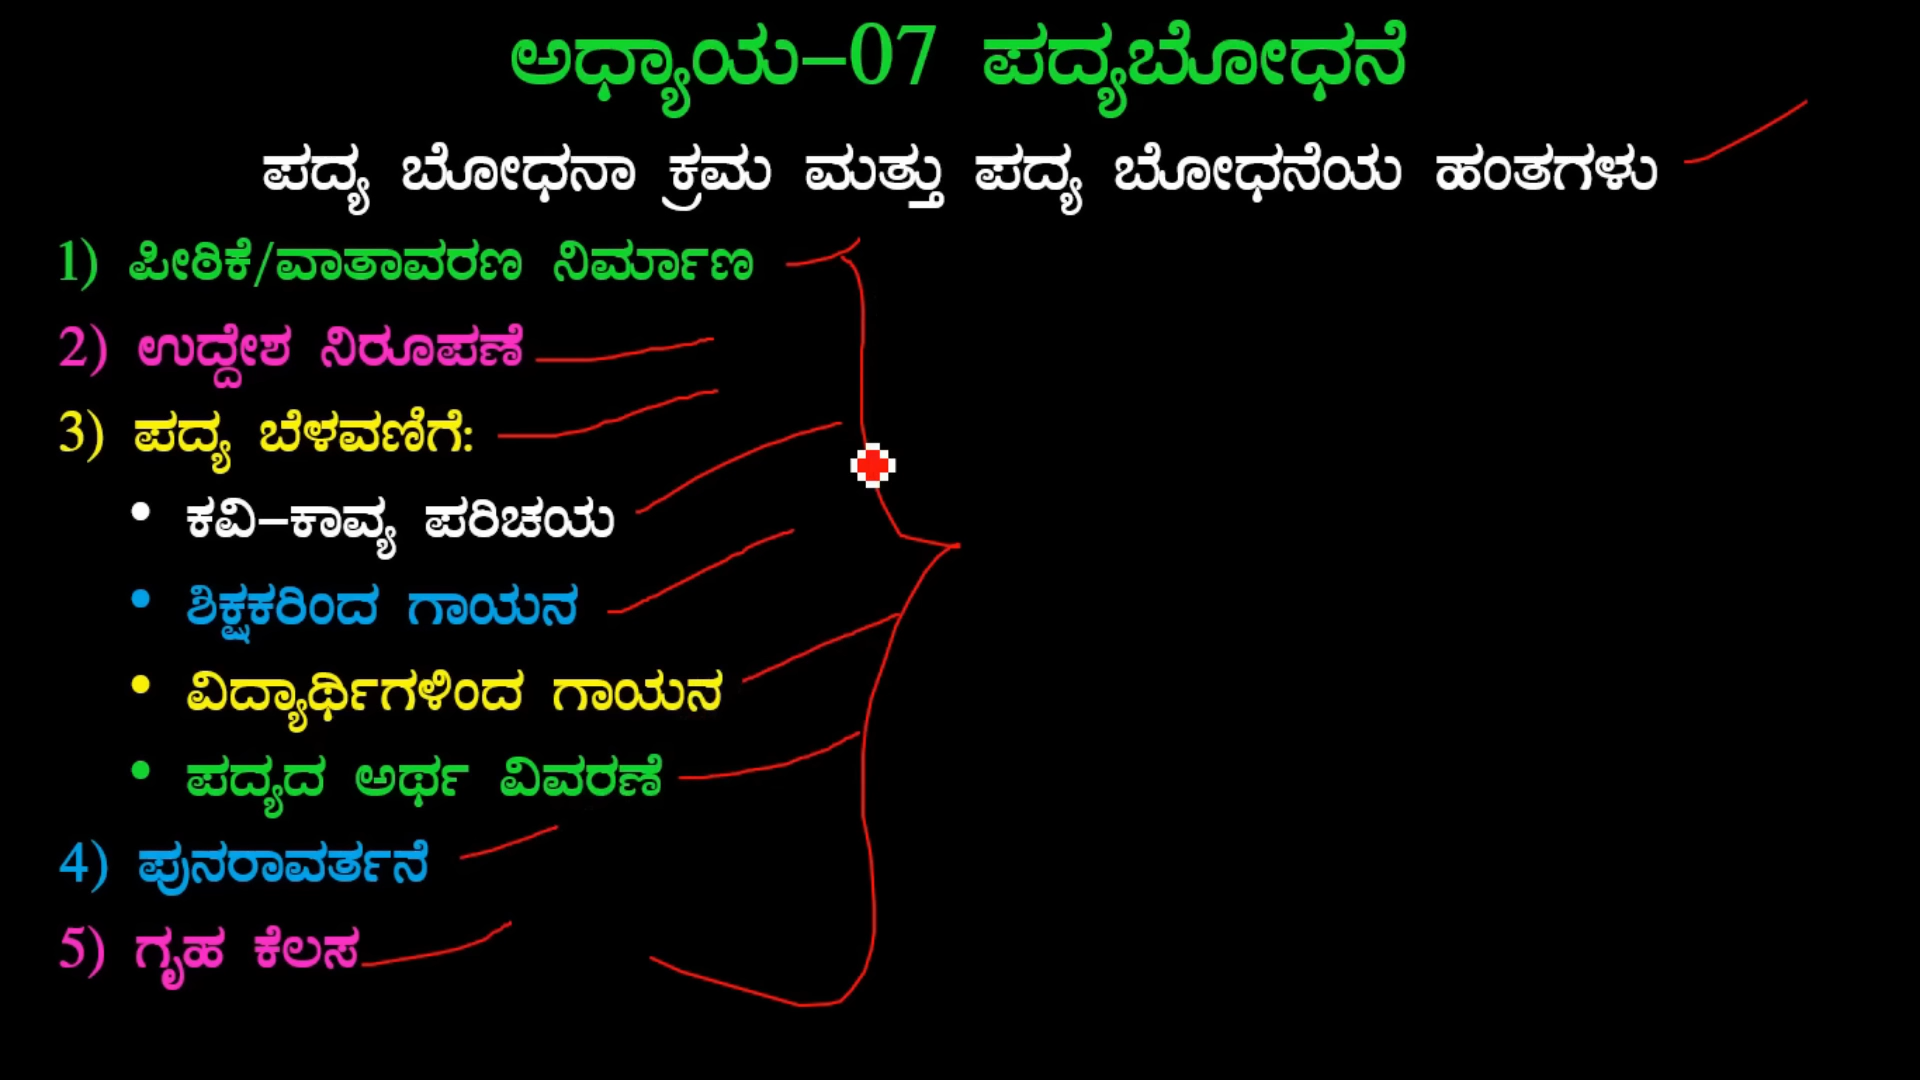 ಅಧ್ಯಾಯ–07 ಪದ್ಯಬೋಧನೆ
ಪದ್ಯ ಬೋಧನಾ ಕ್ರಮ ಮತ್ತು ಪದ್ಯ ಬೋಧನೆಯ ಹಂತಗಳು
1) ಪೀಠಿಕೆ/ವಾತಾವರಣ ನಿರ್ಮಾಣ
2) ಉದ್ದೇಶ ನಿರೂಪಣೆ
3) ಪದ್ಯ ಬೆಳವಣಿಗೆ:
• ಕವಿ–ಕಾವ್ಯ ಪರಿಚಯ
• ಶಿಕ್ಷಕರಿಂದ ಗಾಯನ
• ವಿದ್ಯಾರ್ಥಿಗಳಿಂದ ಗಾಯನ
• ಪದ್ಯದ ಅರ್ಥ ವಿವರಣೆ
4) ಪುನರಾವರ್ತನೆ
5) ಗೃಹ ಕೆಲಸ